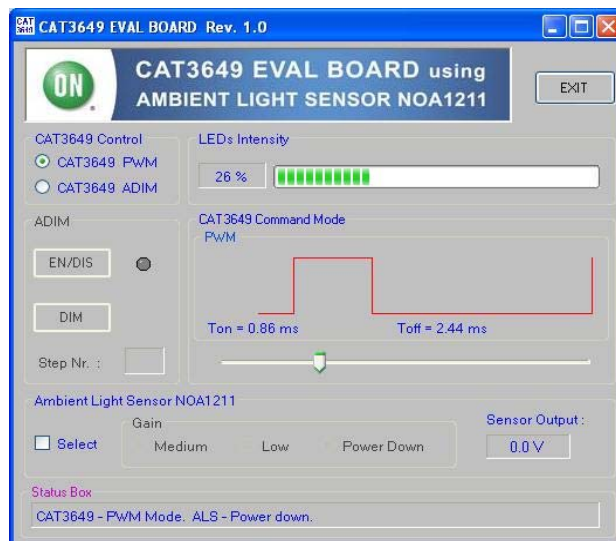 CAT
3649
CAT3649 EVAL BOARD Rev. 1.0
ON
CAT3649 EVAL BOARD using
AMBIENT LIGHT SENSOR NOA1211
EXIT
CAT3649 Control
CAT3649 PWM
CAT3649 ADIM
LEDs Intensity
26 %
ADIM
EN/DIS
DIM
Step Nr. :
CAT3649 Command Mode
PWM
Ton = 0.86 ms
Toff = 2.44 ms
Ambient Light Sensor NOA1211
Select
Gain
Medium
Low
Power Down
Sensor Output :
0.0 V
Status Box
CAT3649 - PWM Mode. ALS - Power down.